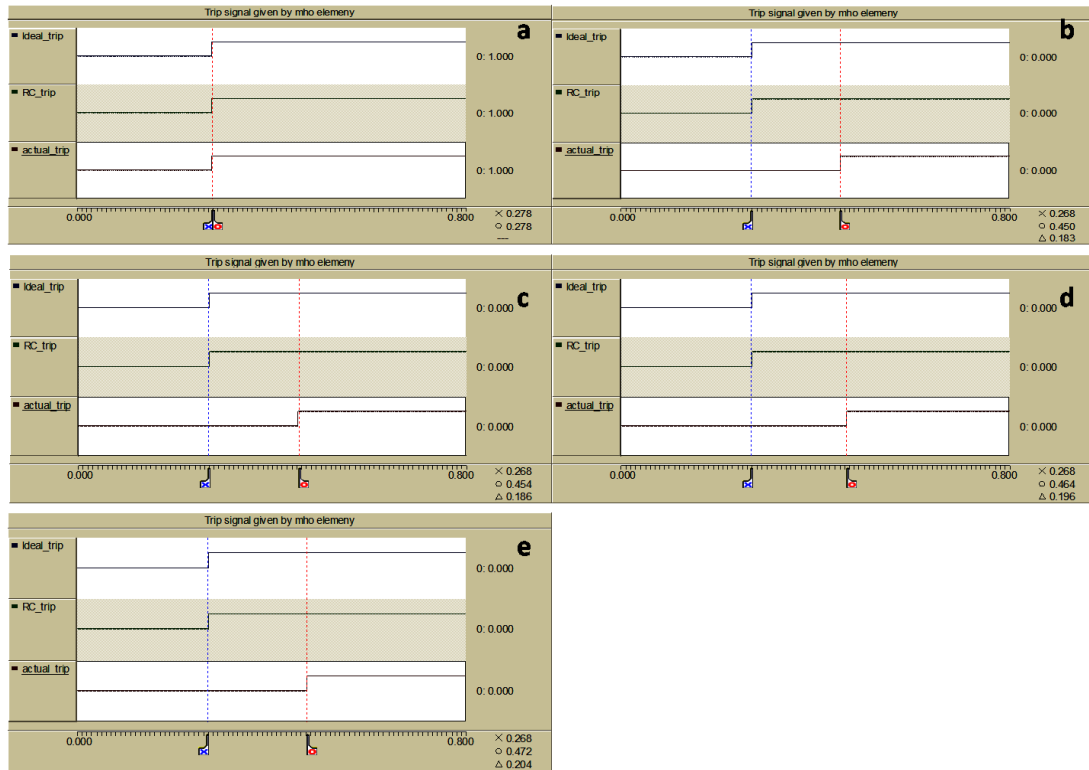 Trip signal given by mho elemeny
a
Ideal_trip
0: 1.000
RC_trip
0: 1.000
actual_trip
0: 1.000
0.000
0.800
× 0.278
○ 0.278
---
Trip signal given by mho elemeny
b
Ideal_trip
0: 0.000
RC_trip
0: 0.000
actual_trip
0: 0.000
0.000
0.800
× 0.268
○ 0.450
△ 0.183
Trip signal given by mho elemeny
c
Ideal_trip
0: 0.000
RC_trip
0: 0.000
actual_trip
0: 0.000
0.000
0.800
× 0.268
○ 0.454
△ 0.186
Trip signal given by mho elemeny
d
Ideal_trip
0: 0.000
RC_trip
0: 0.000
actual_trip
0: 0.000
0.000
0.800
× 0.268
○ 0.464
△ 0.196
Trip signal given by mho elemeny
e
Ideal_trip
0: 0.000
RC_trip
0: 0.000
actual_trip
0: 0.000
0.000
0.800
× 0.268
○ 0.472
△ 0.204